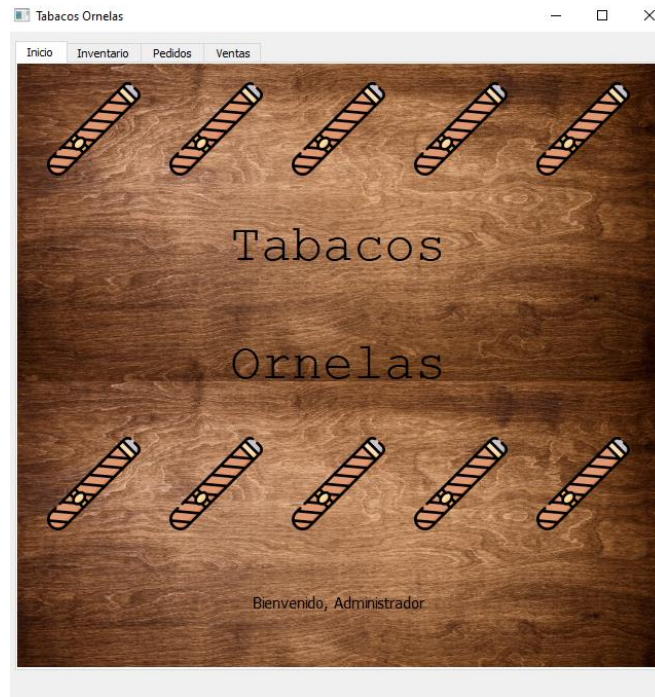 Tabacos Ornelas
Inicio Inventario Pedidos Ventas
Tabacos
Ornelas
Bienvenido, Administrador